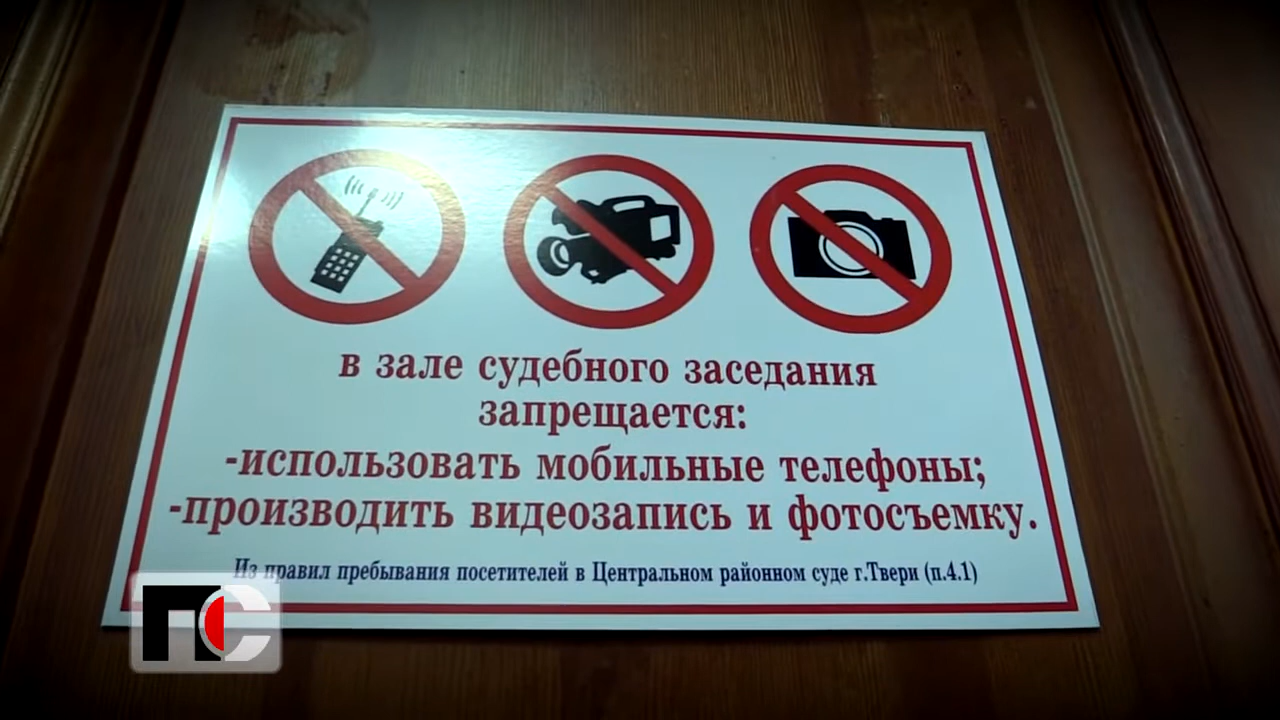 в зале судебного заседания
запрещается:
-использовать мобильные телефоны;
-производить видеозапись и фотосъемку.
Из правил пребывания посетителей в Центральном районном суде г.Твери (п.4.1)
ПС